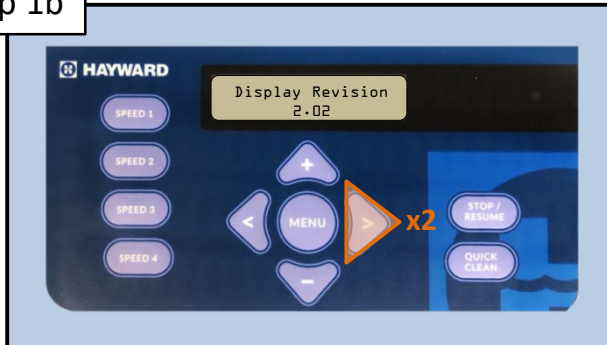 p 1b
HAYWARD
Display Revision
2.02
SPEED 1
SPEED 2
SPEED 3
SPEED 4
+
<
MENU
>
x2
−
STOP /
RESUME
QUICK
CLEAN